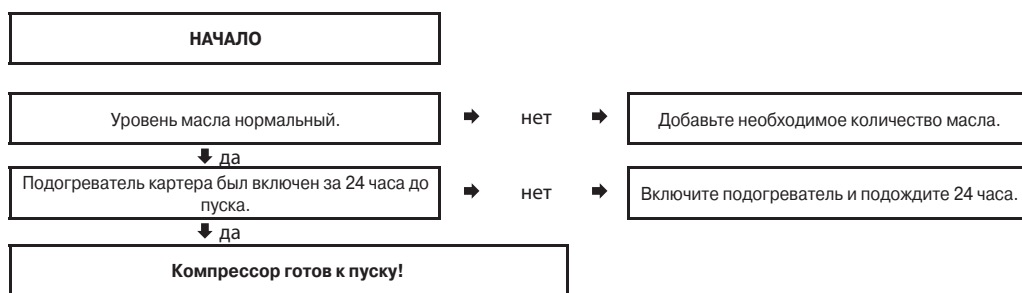 НАЧАЛО
Уровень масла нормальный.
нет
Добавьте необходимое количество масла.
да
Подогреватель картера был включен за 24 часа до
пуска.
нет
Включите подогреватель и подождите 24 часа.
да
Компрессор готов к пуску!